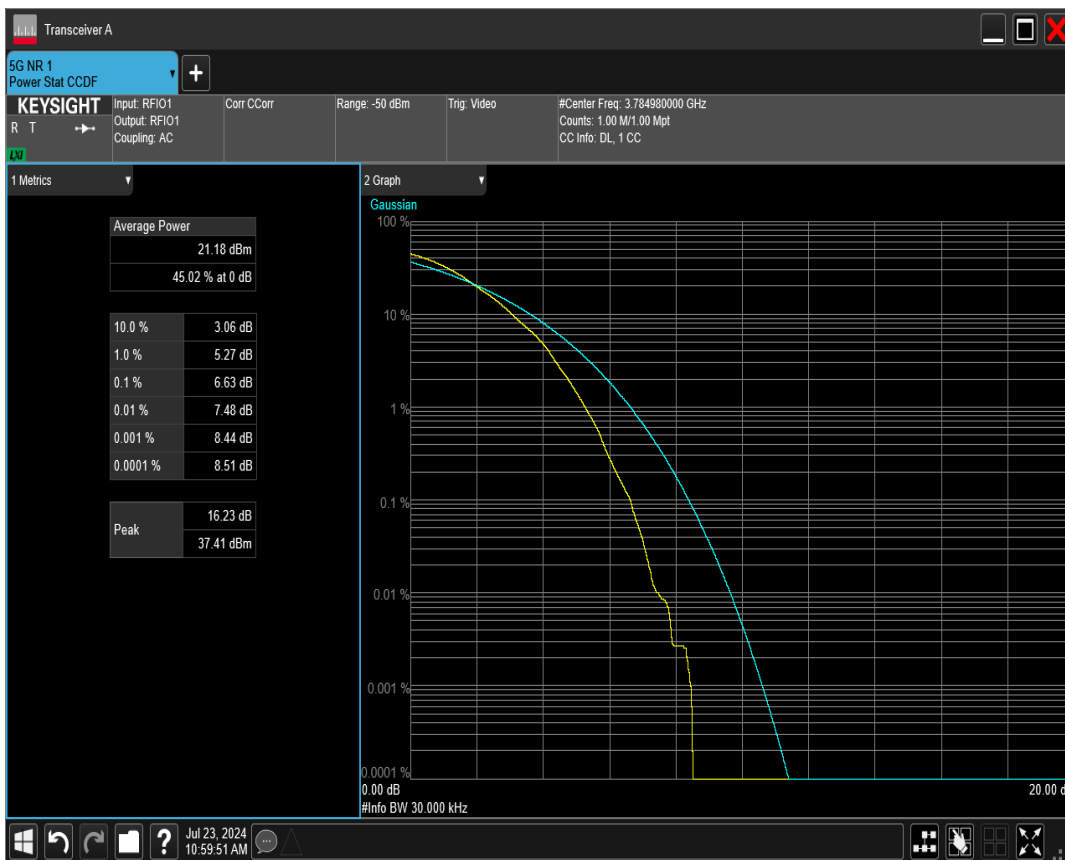 Transceiver A
5G NR 1
Power Stat CCDF
KEYSIGHT
R T
LXI
Input: RFIO1
Output: RFIO1
Coupling: AC
Corr CCorr
Range: -50 dBm
Trig: Video
#Center Freq: 3.784980000 GHz
Counts: 1.00 M/1.00 Mpt
CC Info: DL, 1 CC
1 Metrics
Average Power
21.18 dBm
45.02 % at 0 dB
10.0 % 3.06 dB
1.0 % 5.27 dB
0.1 % 6.63 dB
0.01 % 7.48 dB
0.001 % 8.44 dB
0.0001 % 8.51 dB
Peak
16.23 dB
37.41 dBm
2 Graph
Gaussian
100 %
10 %
1 %
0.1 %
0.01 %
0.001 %
0.0001 %
0.00 dB
20.00 d
#Info BW 30.000 kHz
?
Jul 23, 2024
10:59:51 AM